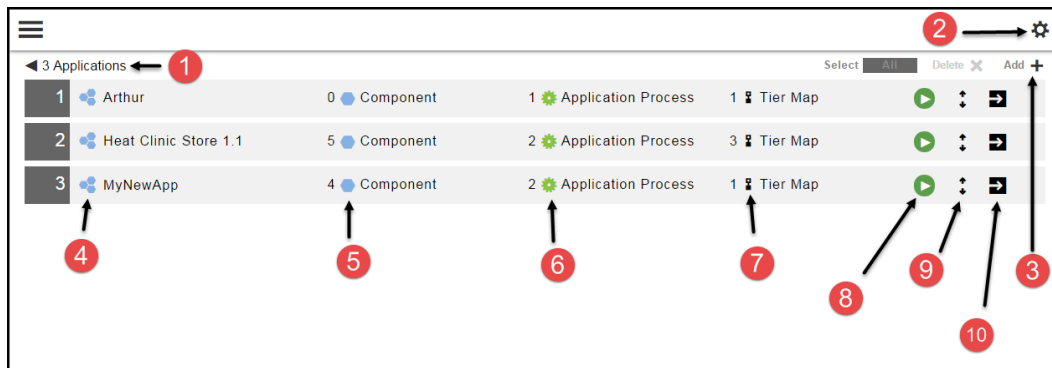 2
3 Applications 1 Select All Delete Add
1 Arthur 0 Component 1 Application Process 1 Tier Map
2 Heat Clinic Store 1.1 5 Component 2 Application Process 3 Tier Map
3 MyNewApp 4 Component 2 Application Process 1 Tier Map
4 5 6 7 8 9 3
10